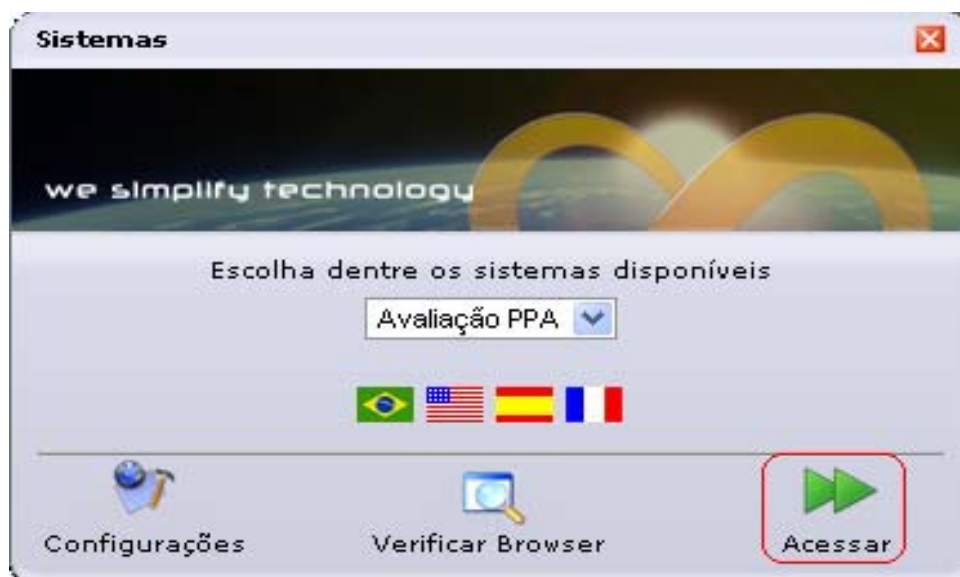 Sistemas
we simplify technology
Escolha dentre os sistemas disponíveis
Avaliação PPA
Configurações
Verificar Browser
Acessar